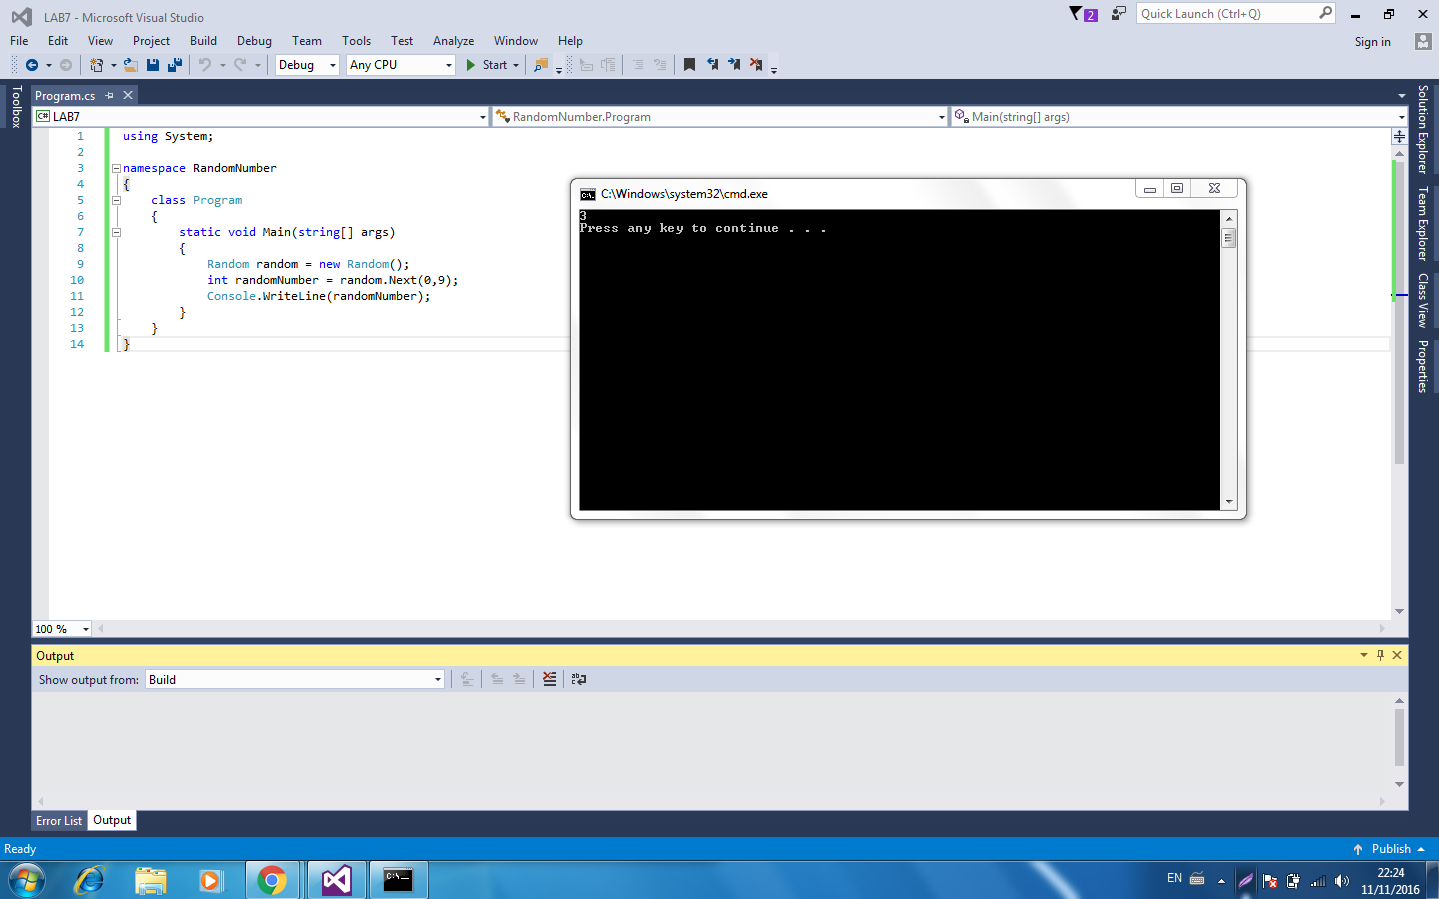 LAB7 - Microsoft Visual Studio
2
Quick Launch (Ctrl+Q)
File Edit View Project Build Debug Team Tools Test Analyze Window Help
Sign in
Debug Any CPU Start
Toolbox
Program.cs
C# LAB7 RandomNumber.Program Main(string[] args)
1 using System;
2
3 namespace RandomNumber
4 {
5 class Program
6 {
7 static void Main(string[] args)
8 {
9 Random random = new Random();
10 int randomNumber = random.Next(0,9);
11 Console.WriteLine(randomNumber);
12 }
13 }
14 }
C:\Windows\system32\cmd.exe
3
Press any key to continue . . .
Solution Explorer
Team Explorer
Class View
Properties
100 %
Output
Show output from: Build
Error List Output
Ready
Publish
EN
22:24
11/11/2016